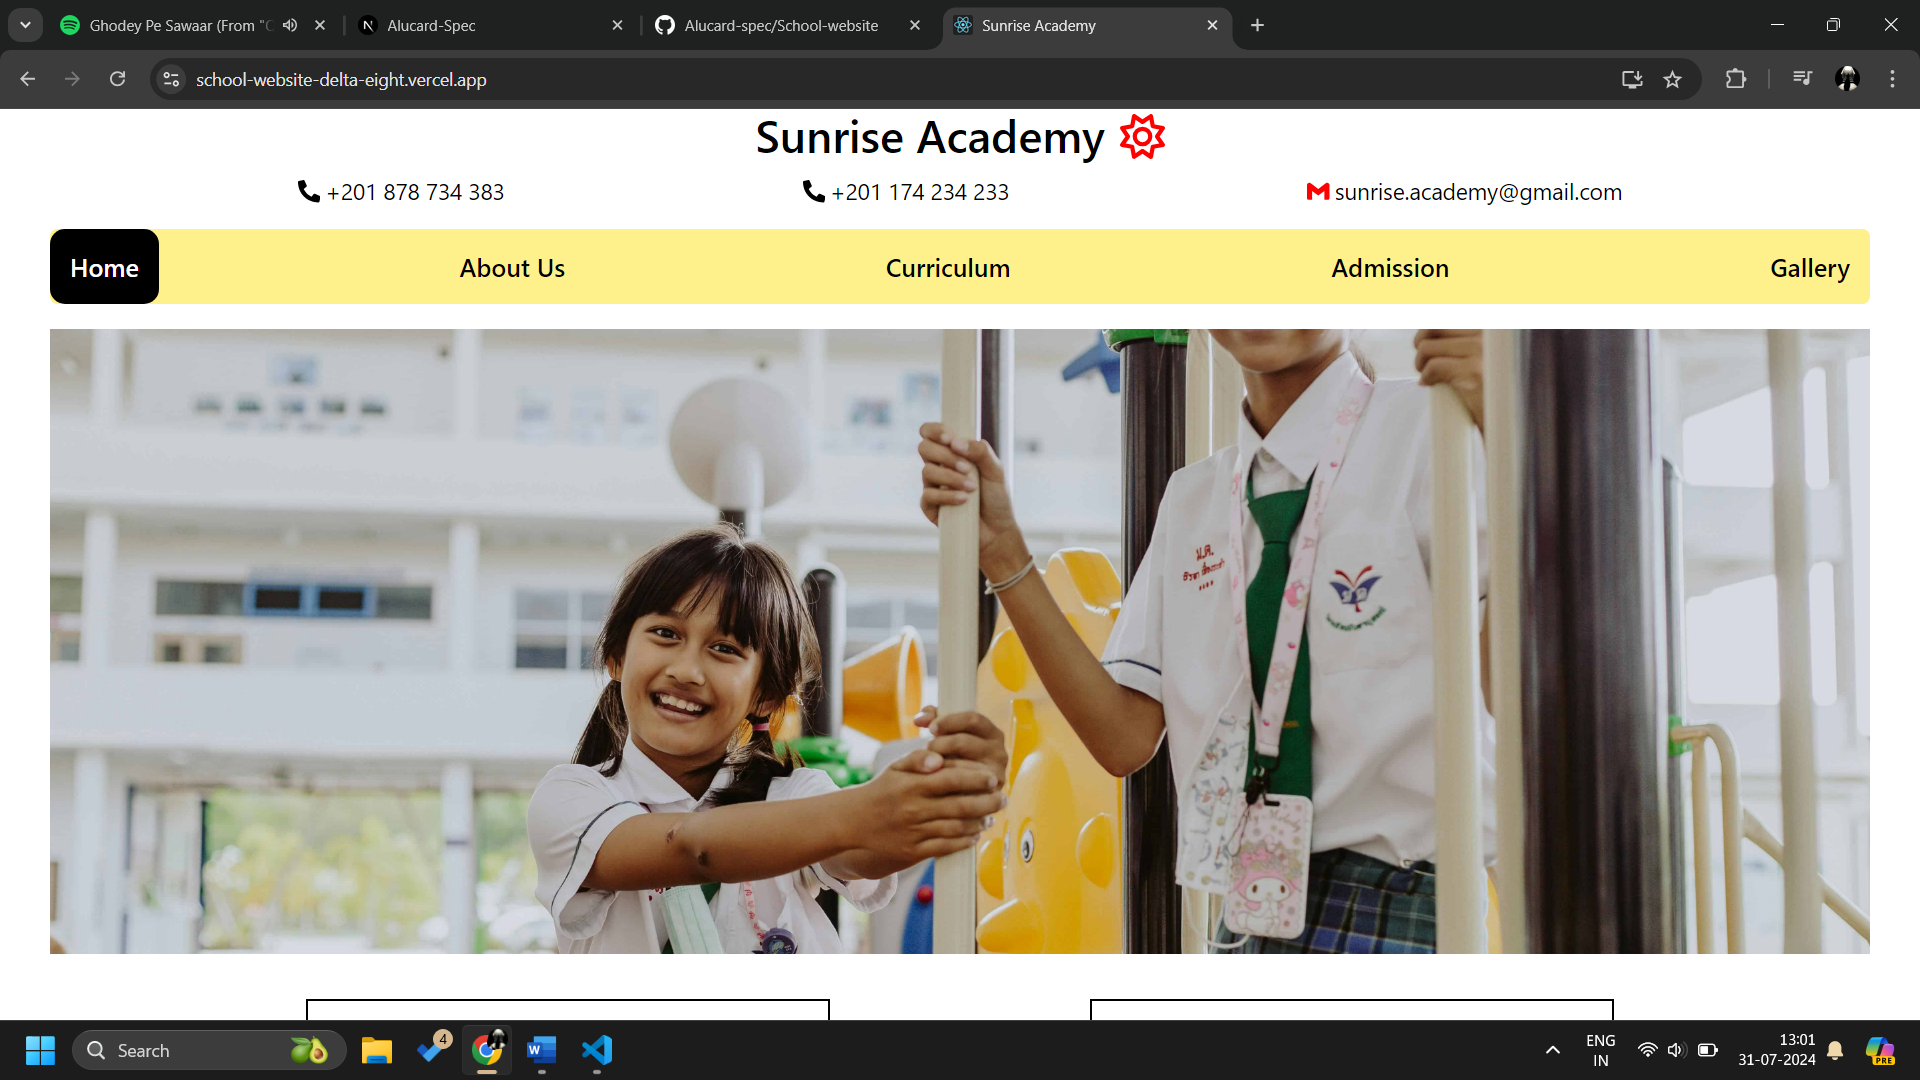 Ghodey Pe Sawaar (From "C
Alucard-Spec
Alucard-spec/School-website
Sunrise Academy
school-website-delta-eight.vercel.app
Sunrise Academy
+201 878 734 383
+201 174 234 233
sunrise.academy@gmail.com
Home
About Us
Curriculum
Admission
Gallery
Search
4
ENG
IN
13:01
31-07-2024
PRE